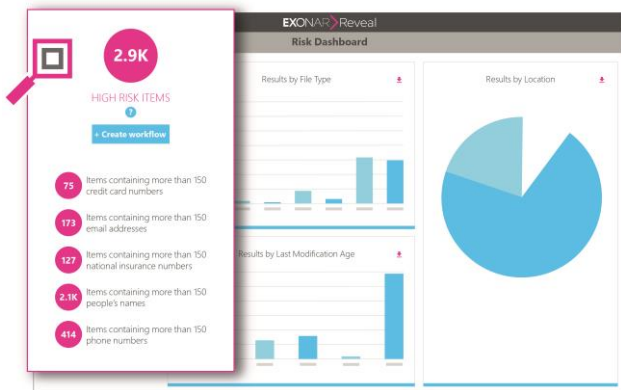 EXONAR Reveal
Risk Dashboard
2.9K
HIGH RISK ITEMS
?
+ Create workflow
75
Items containing more than 150
credit card numbers
173
Items containing more than 150
email addresses
127
Items containing more than 150
national insurance numbers
2.1K
Items containing more than 150
people's names
414
Items containing more than 150
phone numbers
Results by File Type
Results by Location
Results by Last Modification Age